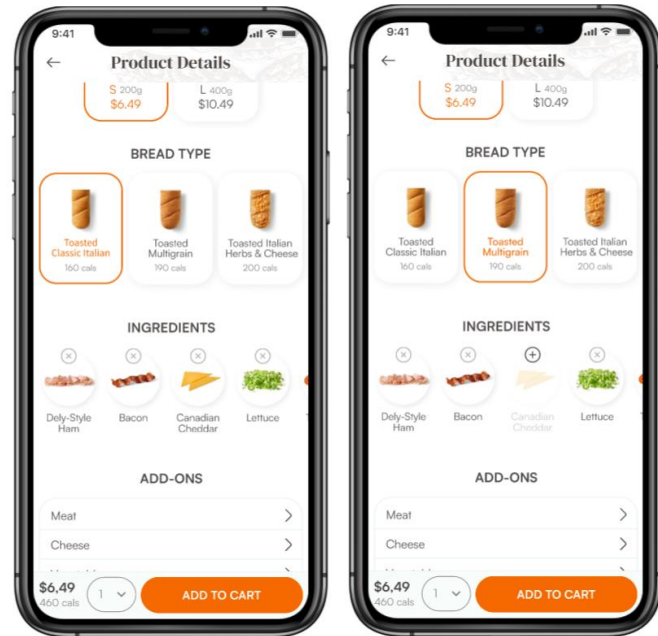 9:41
Product Details
S 200g
$6.49
L 400g
$10.49
BREAD TYPE
Toasted
Classic Italian
160 cals
Toasted
Multigrain
190 cals
Toasted Italian
Herbs & Cheese
200 cals
INGREDIENTS
Dely-Style
Ham
Bacon
Canadian
Cheddar
Lettuce
ADD-ONS
Meat
Cheese
$6,49
460 cals
1
ADD TO CART
9:41
Product Details
S 200g
$6.49
L 400g
$10.49
BREAD TYPE
Toasted
Classic Italian
160 cals
Toasted
Multigrain
190 cals
Toasted Italian
Herbs & Cheese
200 cals
INGREDIENTS
Dely-Style
Ham
Bacon
Canadian
Cheddar
Lettuce
ADD-ONS
Meat
Cheese
$6,49
460 cals
1
ADD TO CART